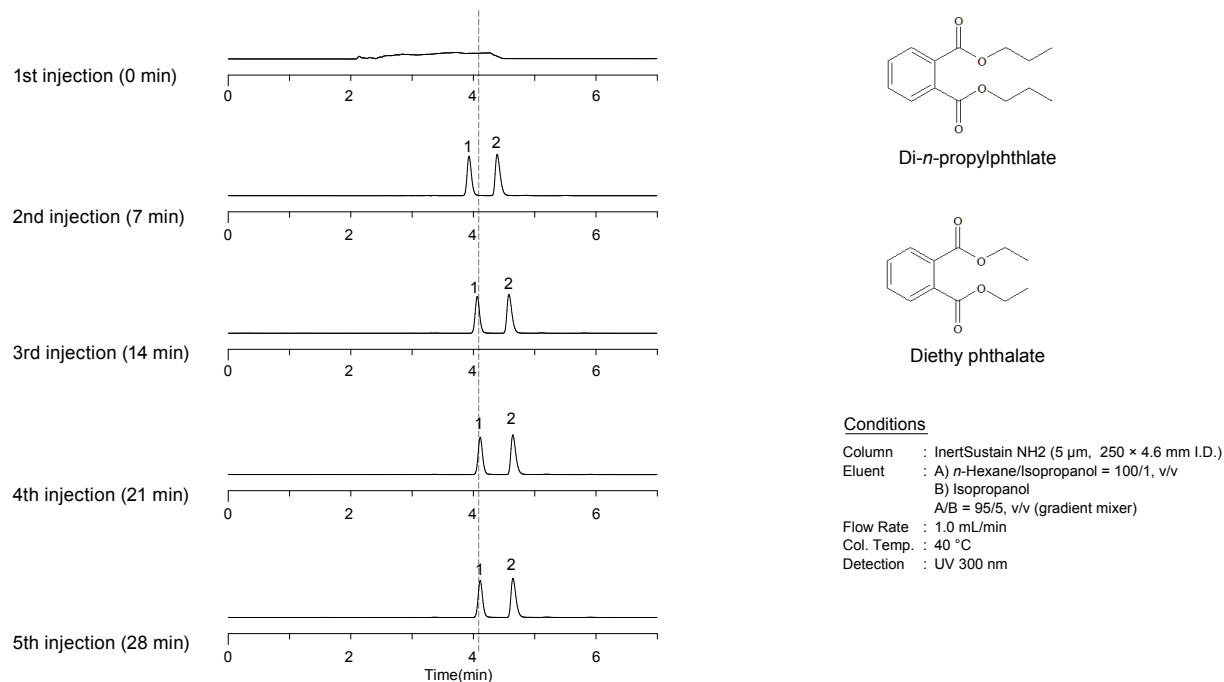 1st injection (0 min)
0 2 4 6
1 2
2nd injection (7 min)
0 2 4 6
1 2
3rd injection (14 min)
0 2 4 6
1 2
4th injection (21 min)
0 2 4 6
1 2
5th injection (28 min)
0 2 4 6
Time(min)
O
O
O
O
Di-n-propylphthlate
O
O
O
O
Diethy phthalate
Conditions
Column : InertSustain NH2 (5 μm, 250 × 4.6 mm I.D.)
Eluent : A) n-Hexane/Isopropanol = 100/1, v/v
B) Isopropanol
A/B = 95/5, v/v (gradient mixer)
Flow Rate : 1.0 mL/min
Col. Temp. : 40 °C
Detection : UV 300 nm